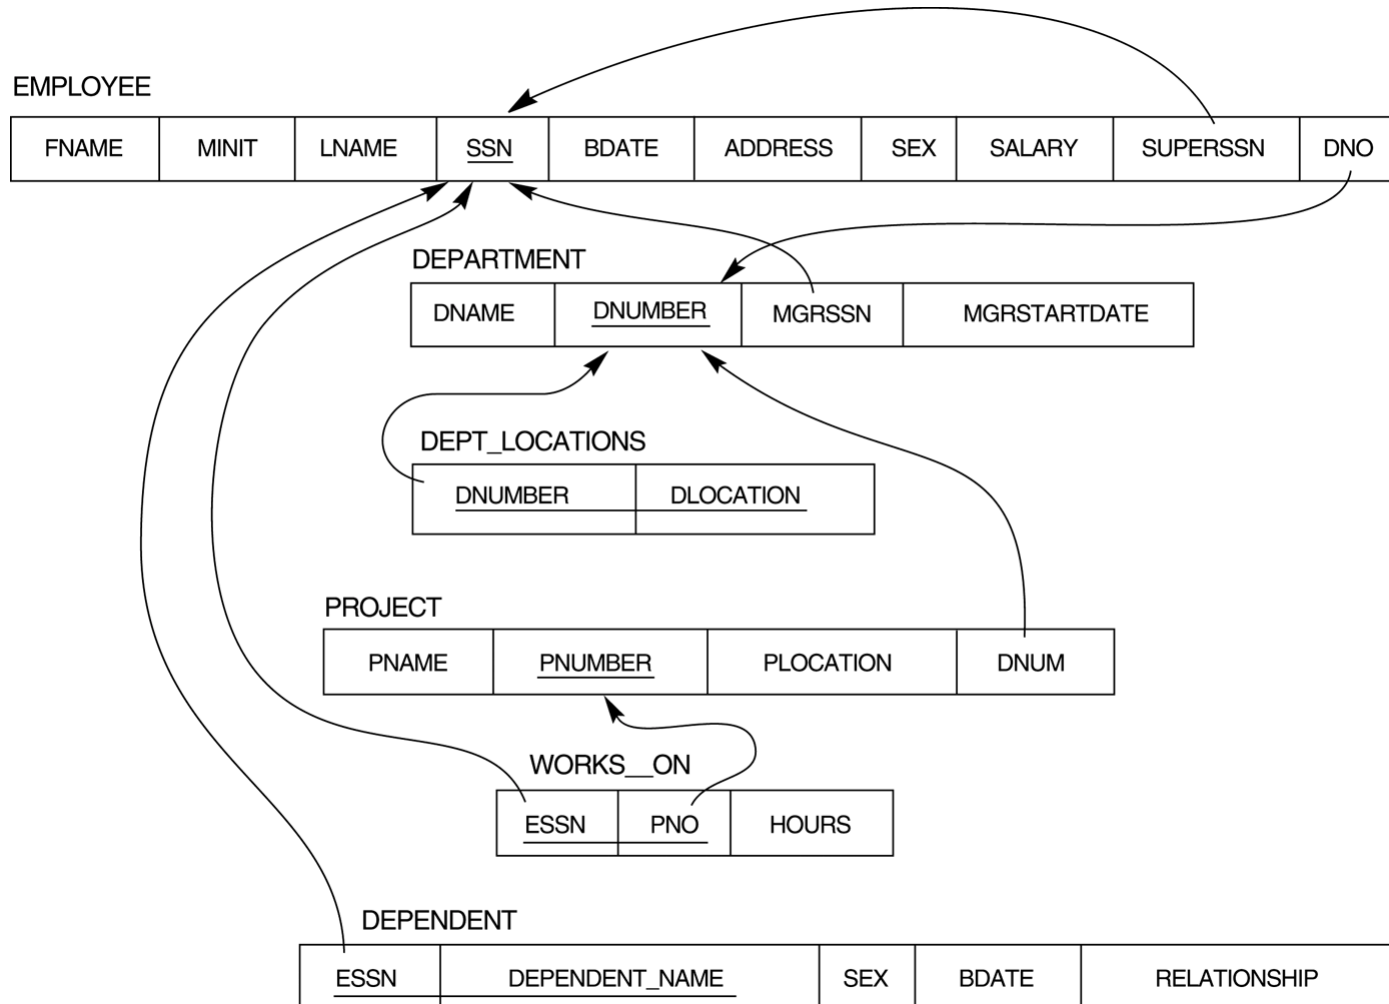 EMPLOYEE
FNAME MINIT LNAME SSN BDATE ADDRESS SEX SALARY SUPERSSN DNO
DEPARTMENT
DNAME DNUMBER MGRSSN MGRSTARTDATE
DEPT_LOCATIONS
DNUMBER DLOCATION
PROJECT
PNAME PNUMBER PLOCATION DNUM
WORKS__ON
ESSN PNO HOURS
DEPENDENT
ESSN DEPENDENT_NAME SEX BDATE RELATIONSHIP